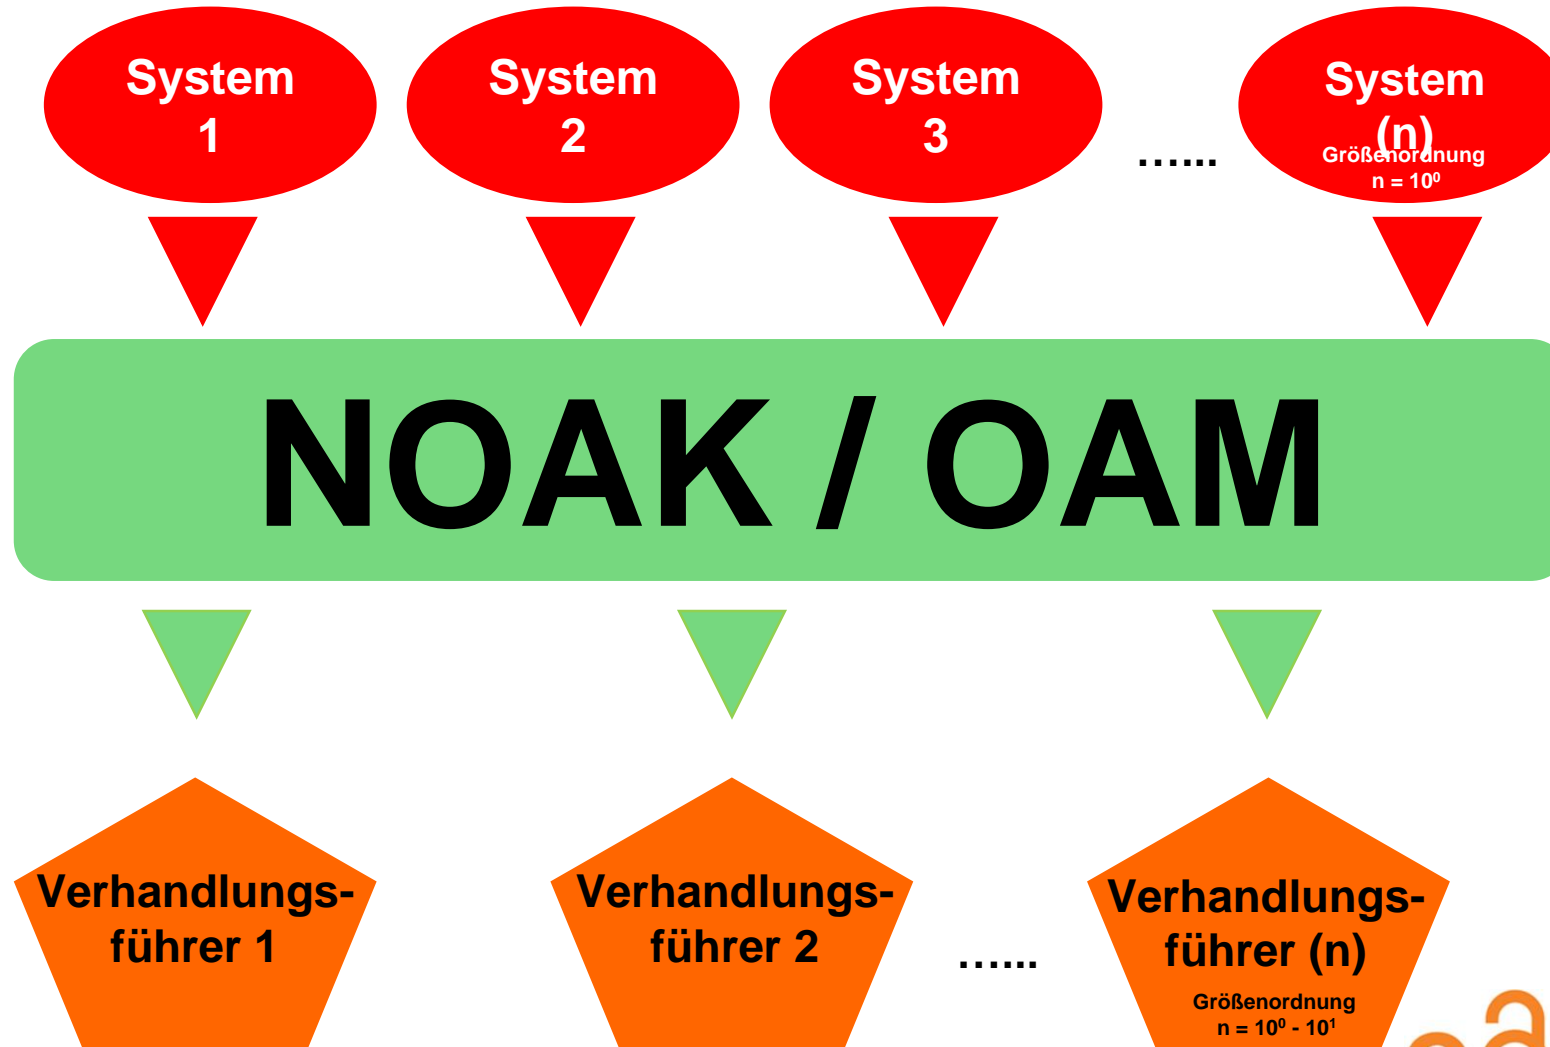 System
1
System
2
System
3
…...
System
(n)
Größenordnung
n = 10⁰
NOAK / OAM
Verhandlungs-
führer 1
Verhandlungs-
führer 2
…...
Verhandlungs-
führer (n)
Größenordnung
n = 10⁰ - 10¹